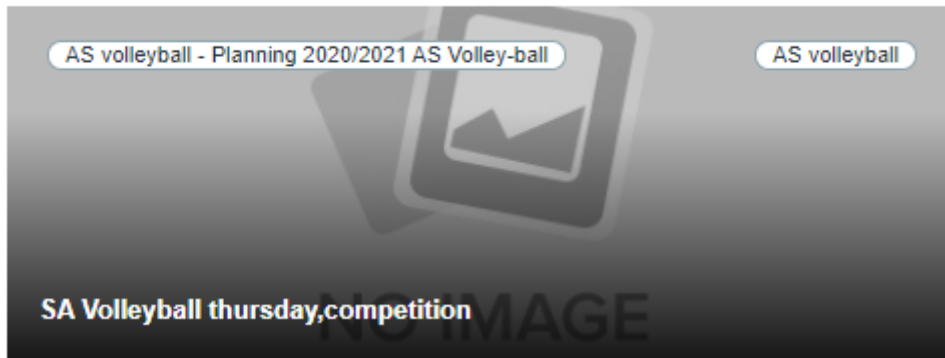 AS volleyball - Planning 2020/2021 AS Volley-ball
AS volleyball
SA Volleyball thursday,competition
NO IMAGE